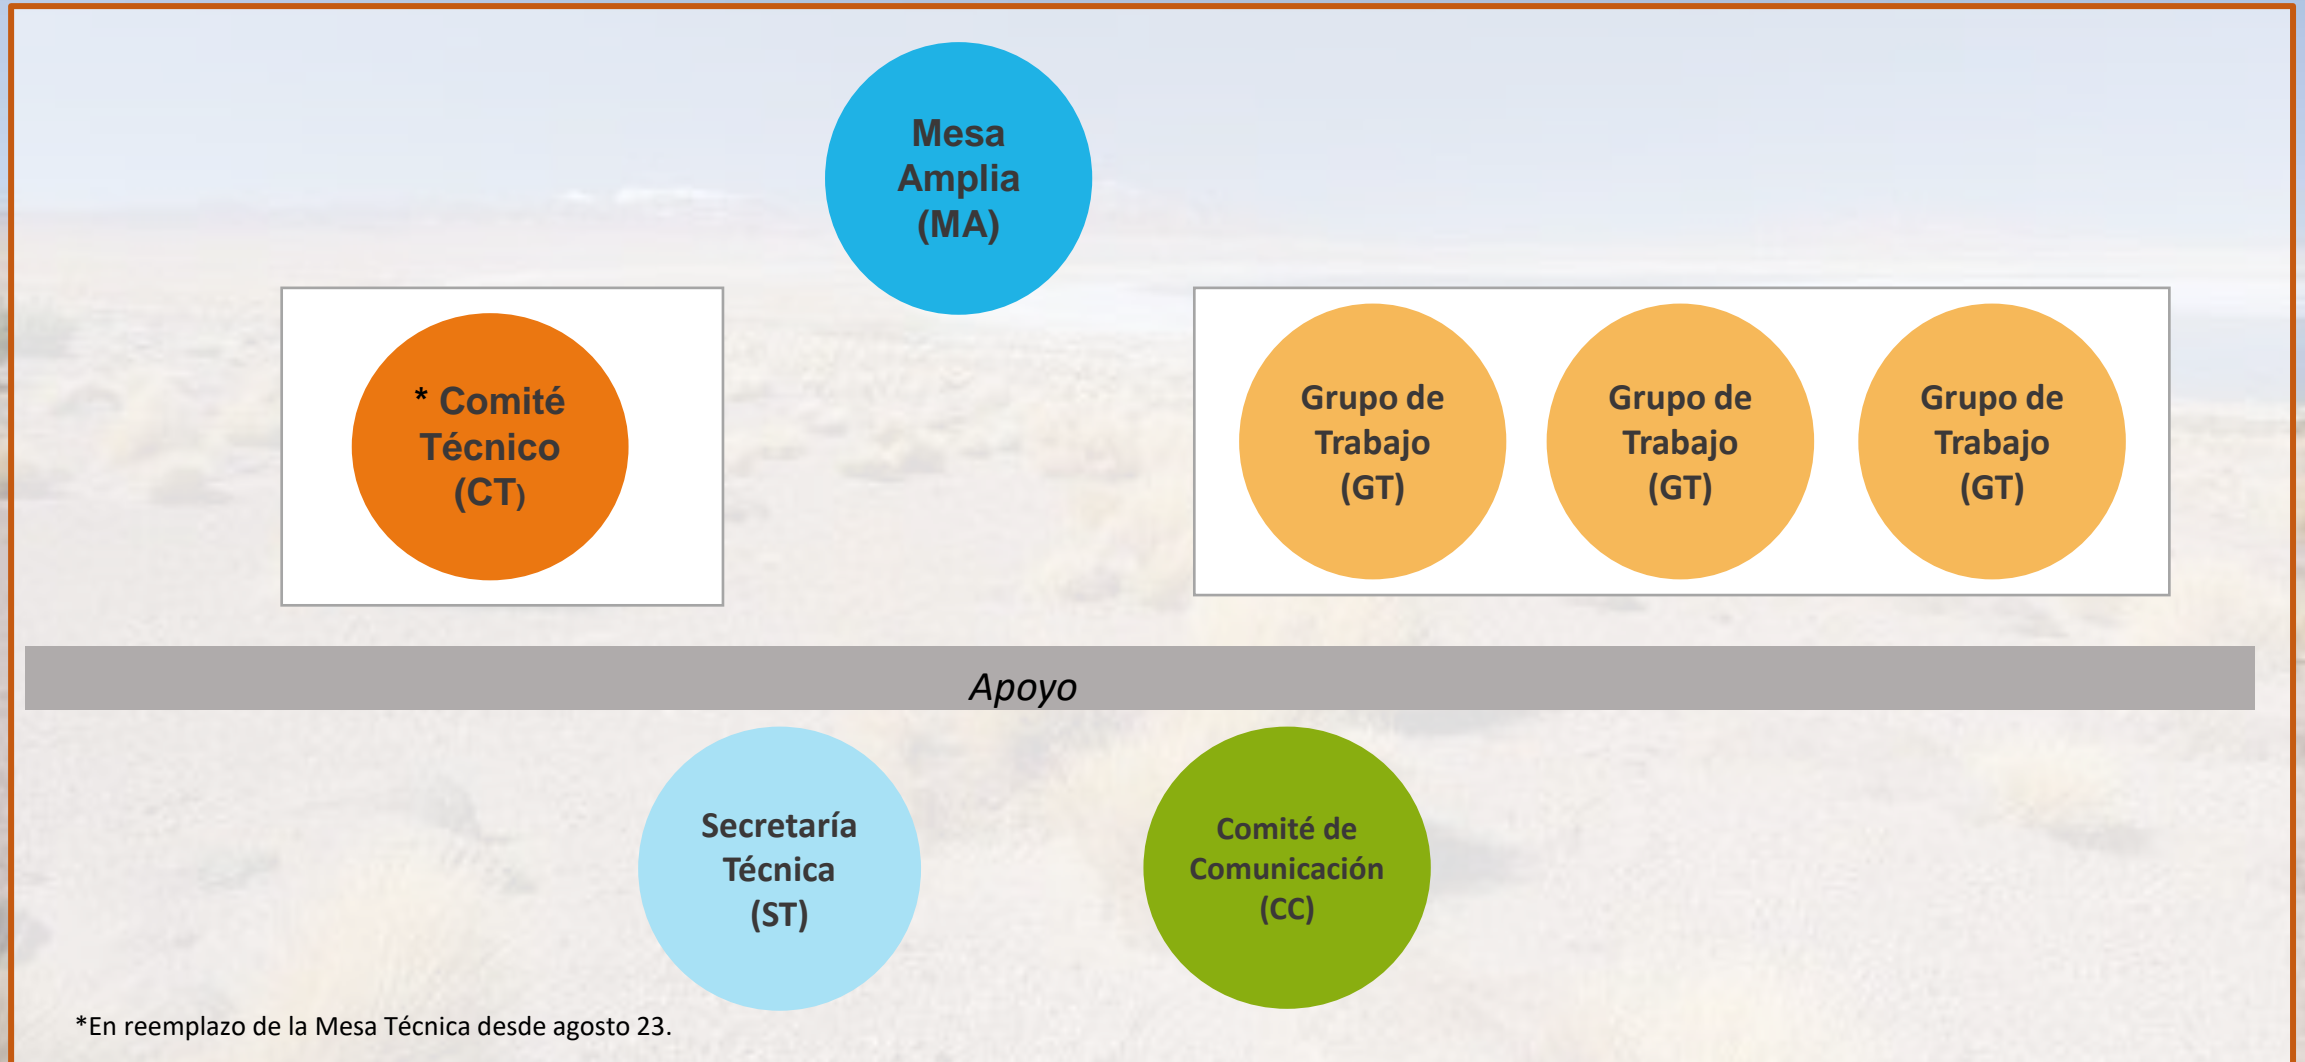 Mesa
Amplia
(MA)
* Comité
Técnico
(CT)
Grupo de
Trabajo
(GT)
Grupo de
Trabajo
(GT)
Grupo de
Trabajo
(GT)
Apoyo
Secretaría
Técnica
(ST)
Comité de
Comunicación
(CC)
*En reemplazo de la Mesa Técnica desde agosto 23.